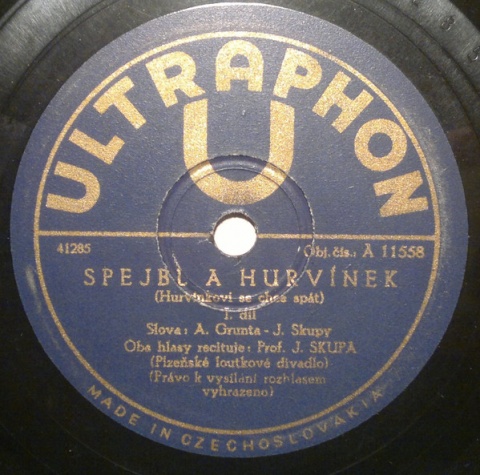 ULTRAPHON
U
41285
Obj. čís.: A 11558
SPEJBL A HURVÍNEK
(Hurvínkovi se chce spát)
I. díl
Slova: A. Grunta - J. Skupy
Oba hlasy recituje: Prof. J. SKUPA
(Plzeňské loutkové divadlo)
(Právo k vysílání rozhlasem
vyhrazeno)
MADE IN CZECHOSLOVAKIA